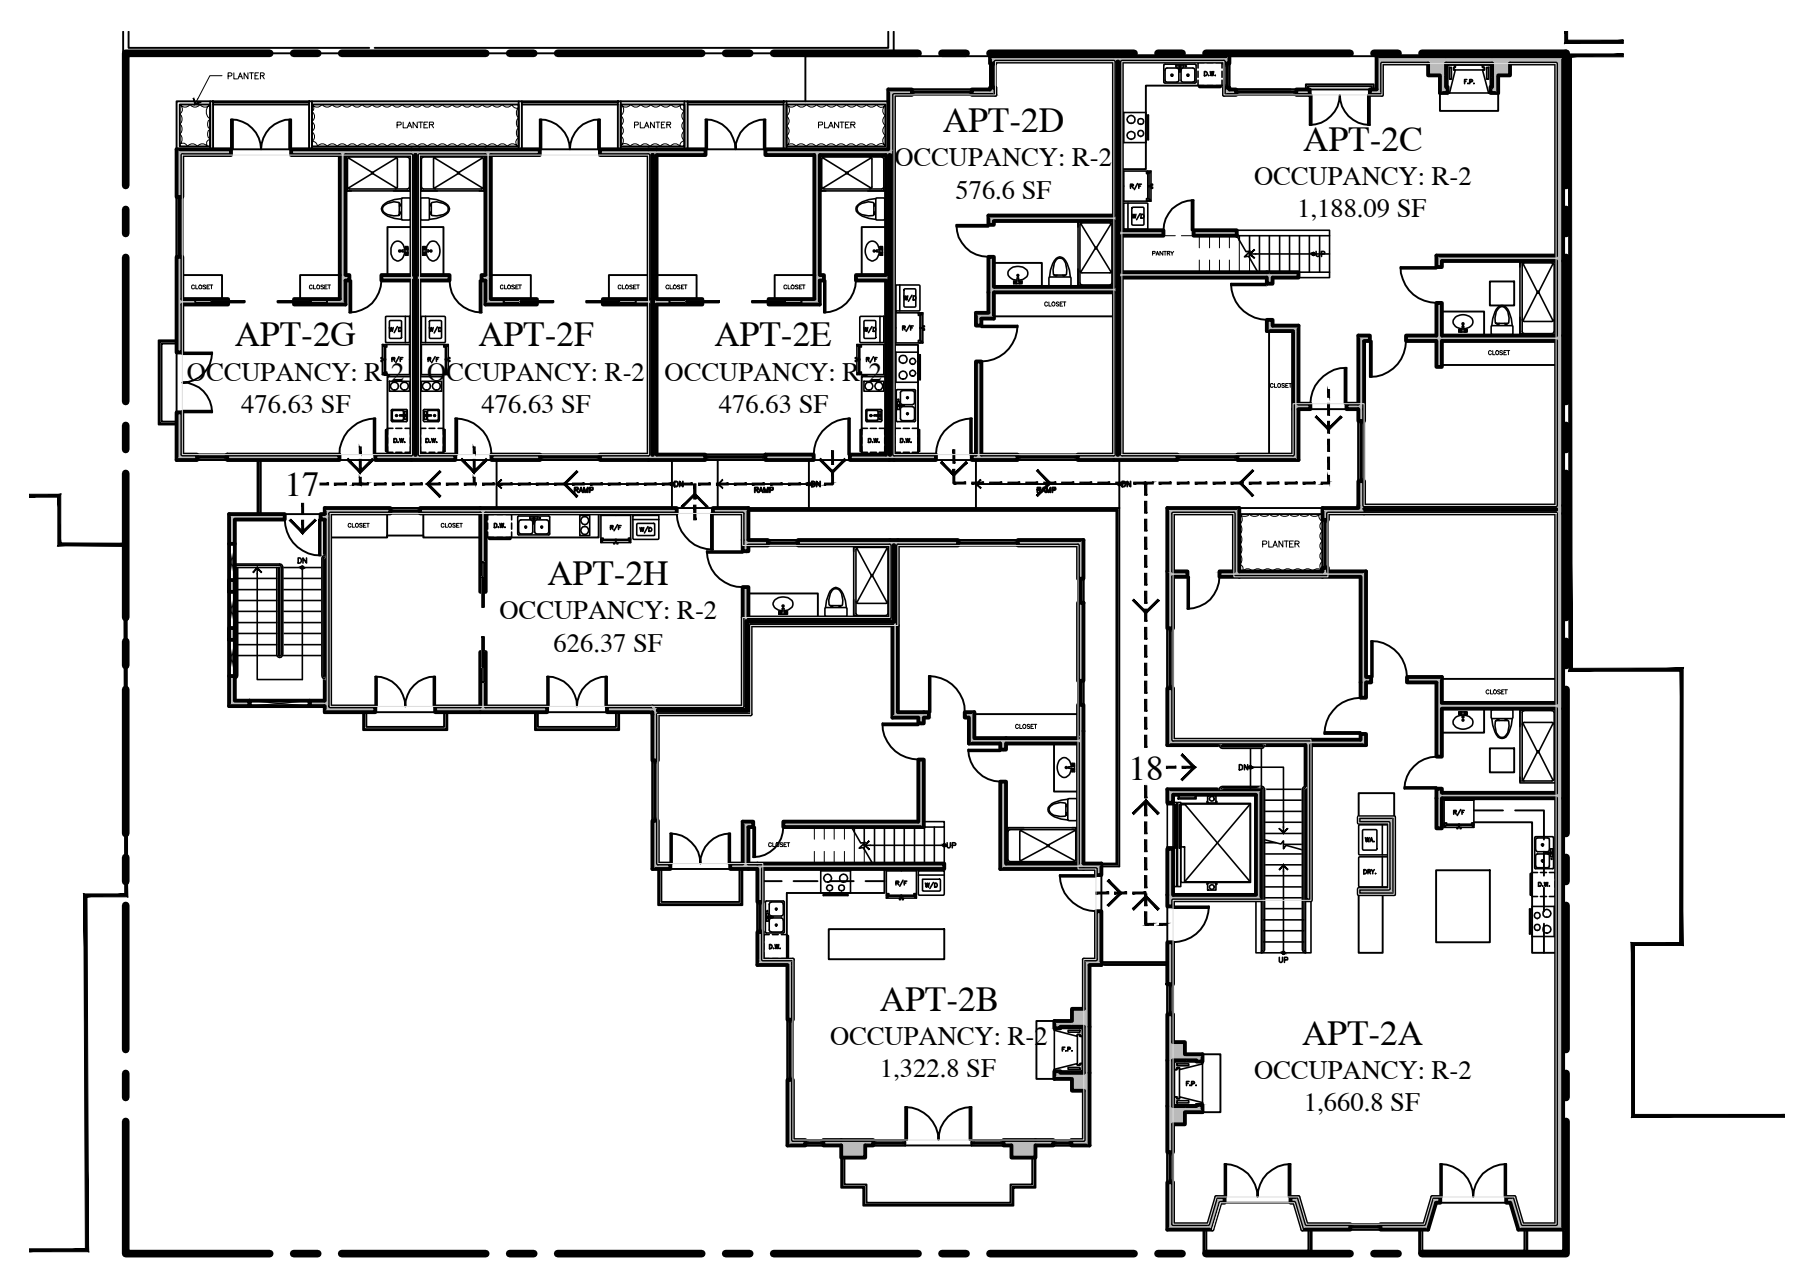 PLANTER
PLANTER
PLANTER
PLANTER
APT-2D
OCCUPANCY: R-2
576.6 SF
D.W.
F.P.
APT-2C
OCCUPANCY: R-2
1,188.09 SF
R/F
W/D
PANTRY
UP
CLOSET
CLOSET
CLOSET
CLOSET
CLOSET
CLOSET
CLOSET
CLOSET
CLOSET
CLOSET
APT-2G
OCCUPANCY: R-2
476.63 SF
W/D
R/F
D.W.
APT-2F
OCCUPANCY: R-2
476.63 SF
W/D
R/F
D.W.
APT-2E
OCCUPANCY: R-2
476.63 SF
W/D
R/F
D.W.
W/D
R/F
D.W.
17
RAMP
DN
RAMP
DN
RAMP
DN
DN
CLOSET
CLOSET
D.W.
R/F
W/D
APT-2H
OCCUPANCY: R-2
626.37 SF
PLANTER
CLOSET
CLOSET
18
DN
CLOSET
UP
R/F
W/D
D.W.
R/F
WA.
DRY.
D.W.
UP
APT-2B
OCCUPANCY: R-2
1,322.8 SF
F.P.
APT-2A
OCCUPANCY: R-2
1,660.8 SF
F.P.